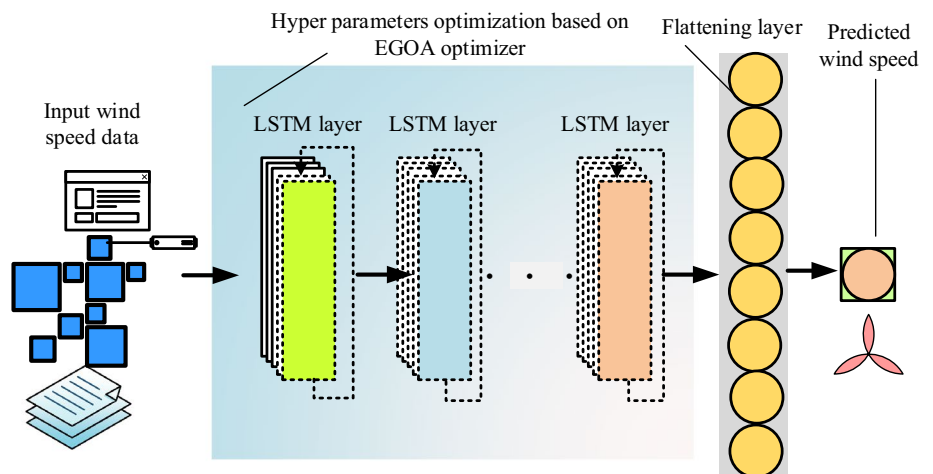 Hyper parameters optimization based on
EGOA optimizer
Flattening layer
Predicted
wind speed
Input wind
speed data
LSTM layer
LSTM layer
LSTM layer